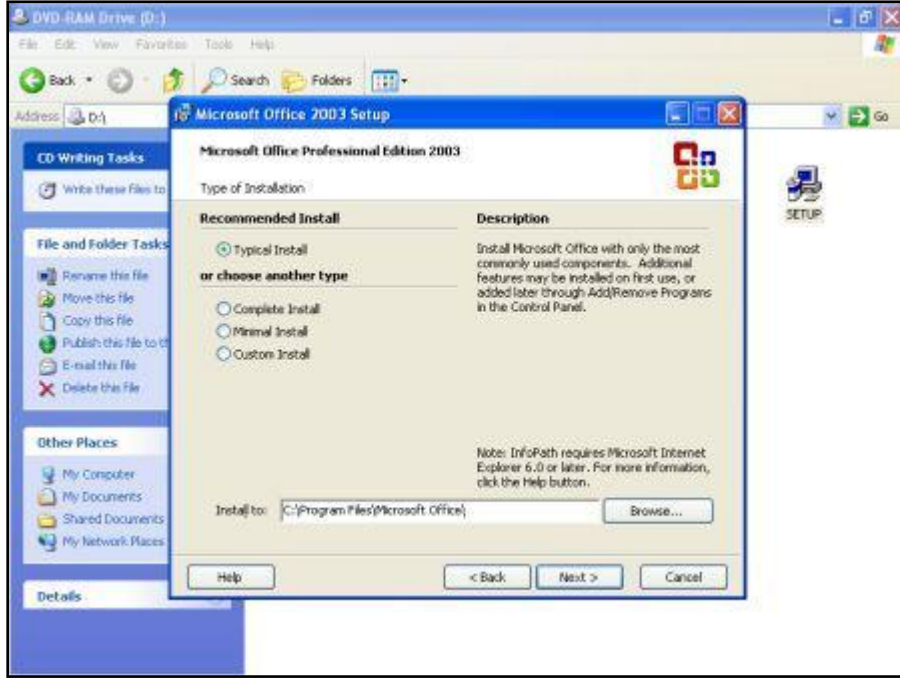 DVD-RAM Drive (D:)
File Edit View Favorites Tools Help
Back Search Folders
Address D:\ Go
Microsoft Office 2003 Setup
Microsoft Office Professional Edition 2003
Type of Installation
Recommended Install
Typical Install
or choose another type
Complete Install
Minimal Install
Custom Install
Description
Install Microsoft Office with only the most
commonly used components. Additional
features may be installed on first use, or
added later through Add/Remove Programs
in the Control Panel.
Note: InfoPath requires Microsoft Internet
Explorer 6.0 or later. For more information,
click the Help button.
Install to: C:\Program Files\Microsoft Office\ Browse...
Help < Back Next > Cancel
CD Writing Tasks
Write these files to
File and Folder Tasks
Rename this file
Move this file
Copy this file
Publish this file to th
E-mail this file
Delete this file
Other Places
My Computer
My Documents
Shared Documents
My Network Places
Details
SETUP